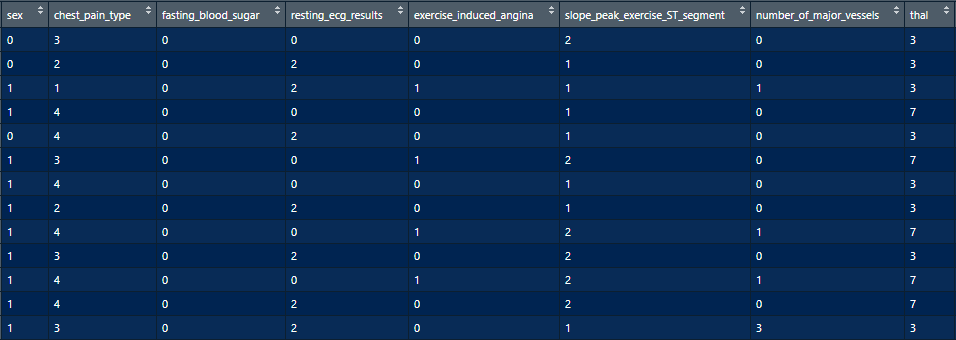 sex chest_pain_type fasting_blood_sugar resting_ecg_results exercise_induced_angina slope_peak_exercise_ST_segment number_of_major_vessels thal
0 3 0 0 0 2 0 3
0 2 0 2 0 1 0 3
1 1 0 2 1 1 1 3
1 4 0 0 0 1 0 7
0 4 0 2 0 1 0 3
1 3 0 0 1 2 0 7
1 4 0 0 0 1 0 3
1 2 0 2 0 1 0 3
1 4 0 0 1 2 1 7
1 3 0 2 0 2 0 3
1 4 0 0 1 2 1 7
1 4 0 2 0 2 0 7
1 3 0 2 0 1 3 3